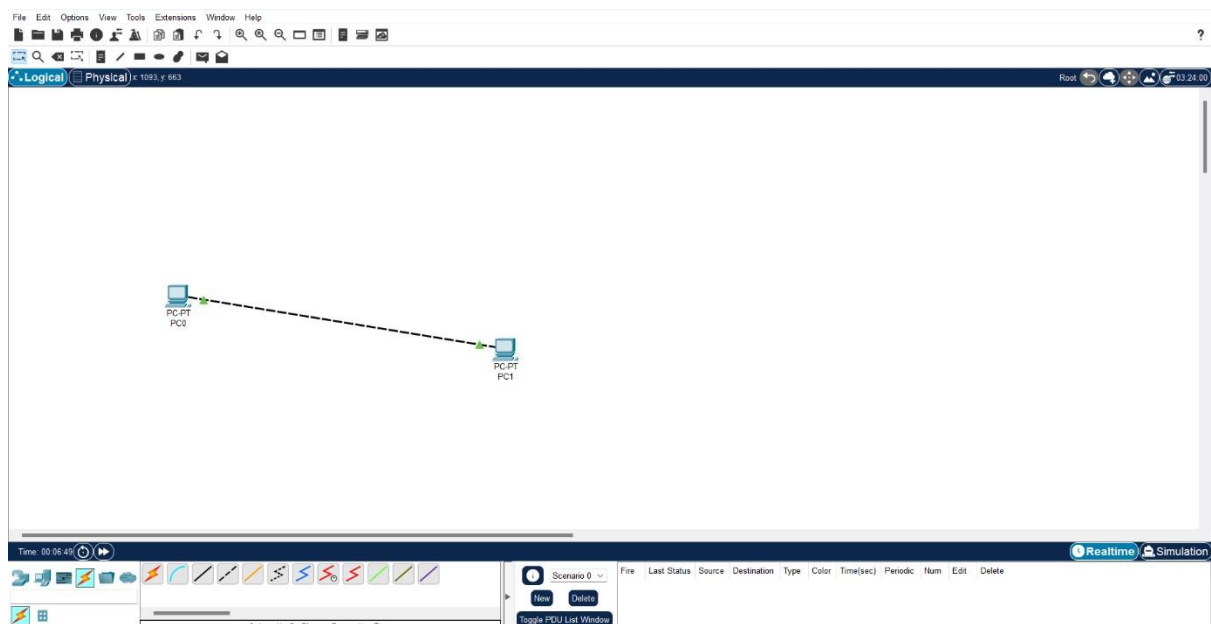 File Edit Options View Tools Extensions Window Help
?
Logical Physical x: 1093, y: 663 Root 03:24:00
PC-PT
PC0
PC-PT
PC1
Time: 00:06:49 Realtime Simulation
Scenario 0 Fire Last Status Source Destination Type Color Time(sec) Periodic Num Edit Delete
New Delete
Toggle PDU List Window